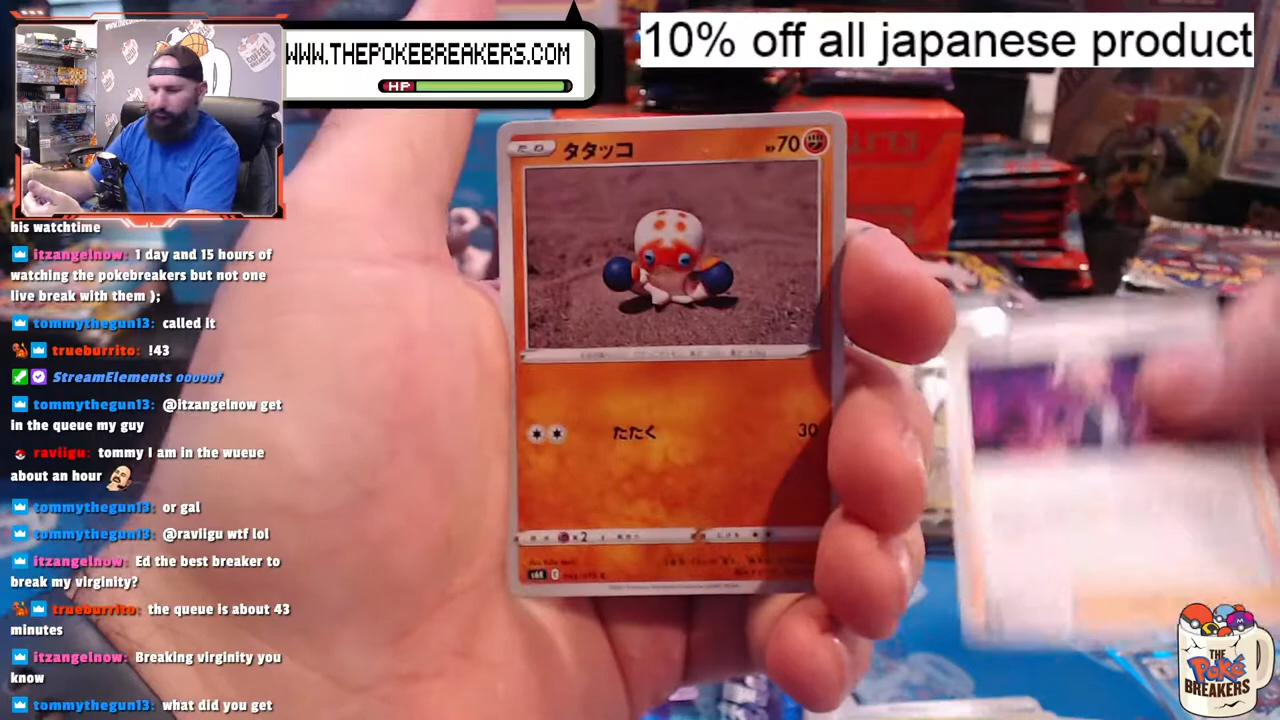 WWW.THEPOKEBREAKERS.COM
HP
10% off all japanese product
his watchtime
itzangelnow: 1 day and 15 hours of
watching the pokebreakers but not one
live break with them );
tommythegun13: called it
trueburrito: !43
StreamElements ooooof
tommythegun13: @itzangelnow get
in the queue my guy
raviigu: tommy I am in the wueue
about an hour
tommythegun13: or gal
tommythegun13: @raviigu wtf lol
itzangelnow: Ed the best breaker to
break my virginity?
trueburrito: the queue is about 43
minutes
itzangelnow: Breaking virginity you
know
tommythegun13: what did you get
たね タタッコ HP70
たたく 30
×2
s6K
THE
Poké
BREAKERS